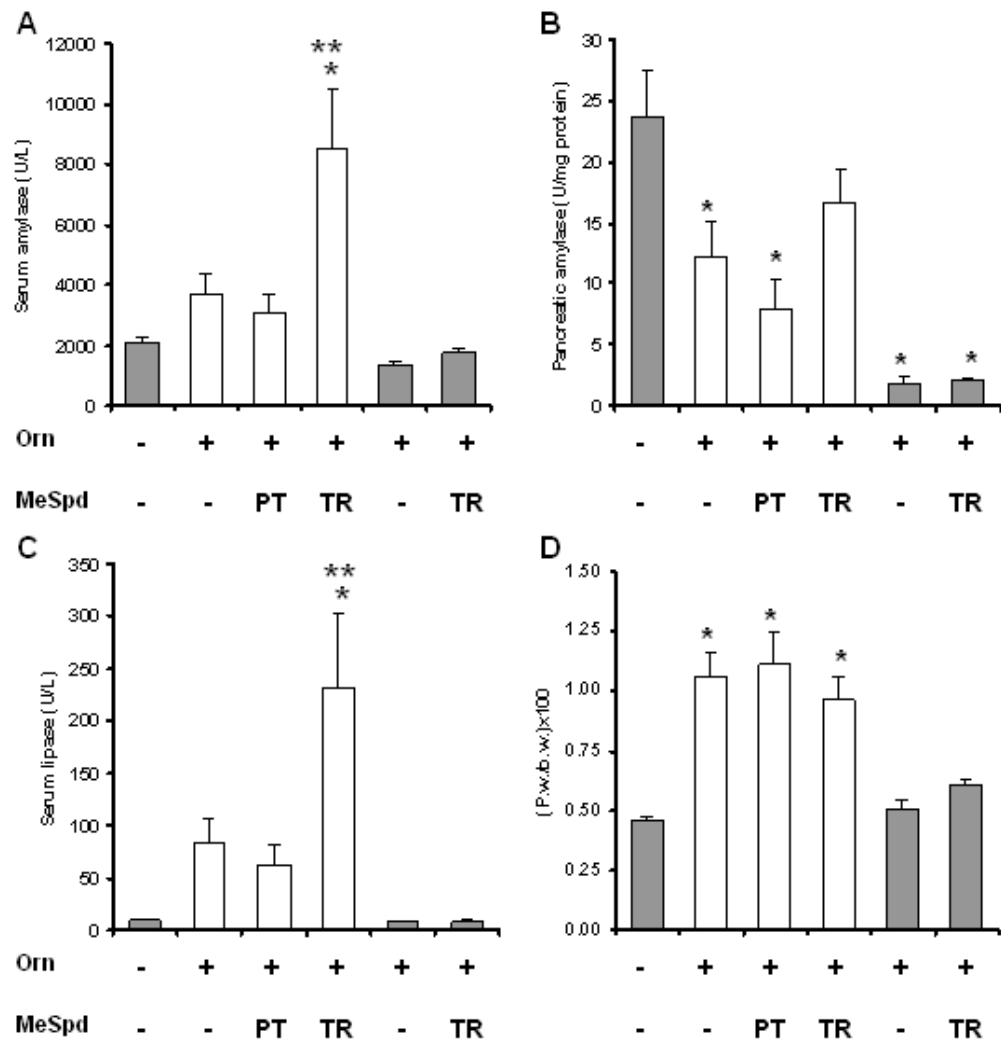 A
Serum amylase (U/L)
12000
10000
8000
6000
4000
2000
0
**
*
Orn - + + + + +
MeSpd - - PT TR - TR
B
Pancreatic amylase (U/mg protein)
30
25
20
15
10
5
0
* * * *
- + + + + +
- - PT TR - TR
C
Serum lipase (U/L)
350
300
250
200
150
100
50
0
**
*
Orn - + + + + +
MeSpd - - PT TR - TR
D
(P.w./b.w.)x100
1.50
1.25
1.00
0.75
0.50
0.25
0.00
* * *
- + + + + +
- - PT TR - TR